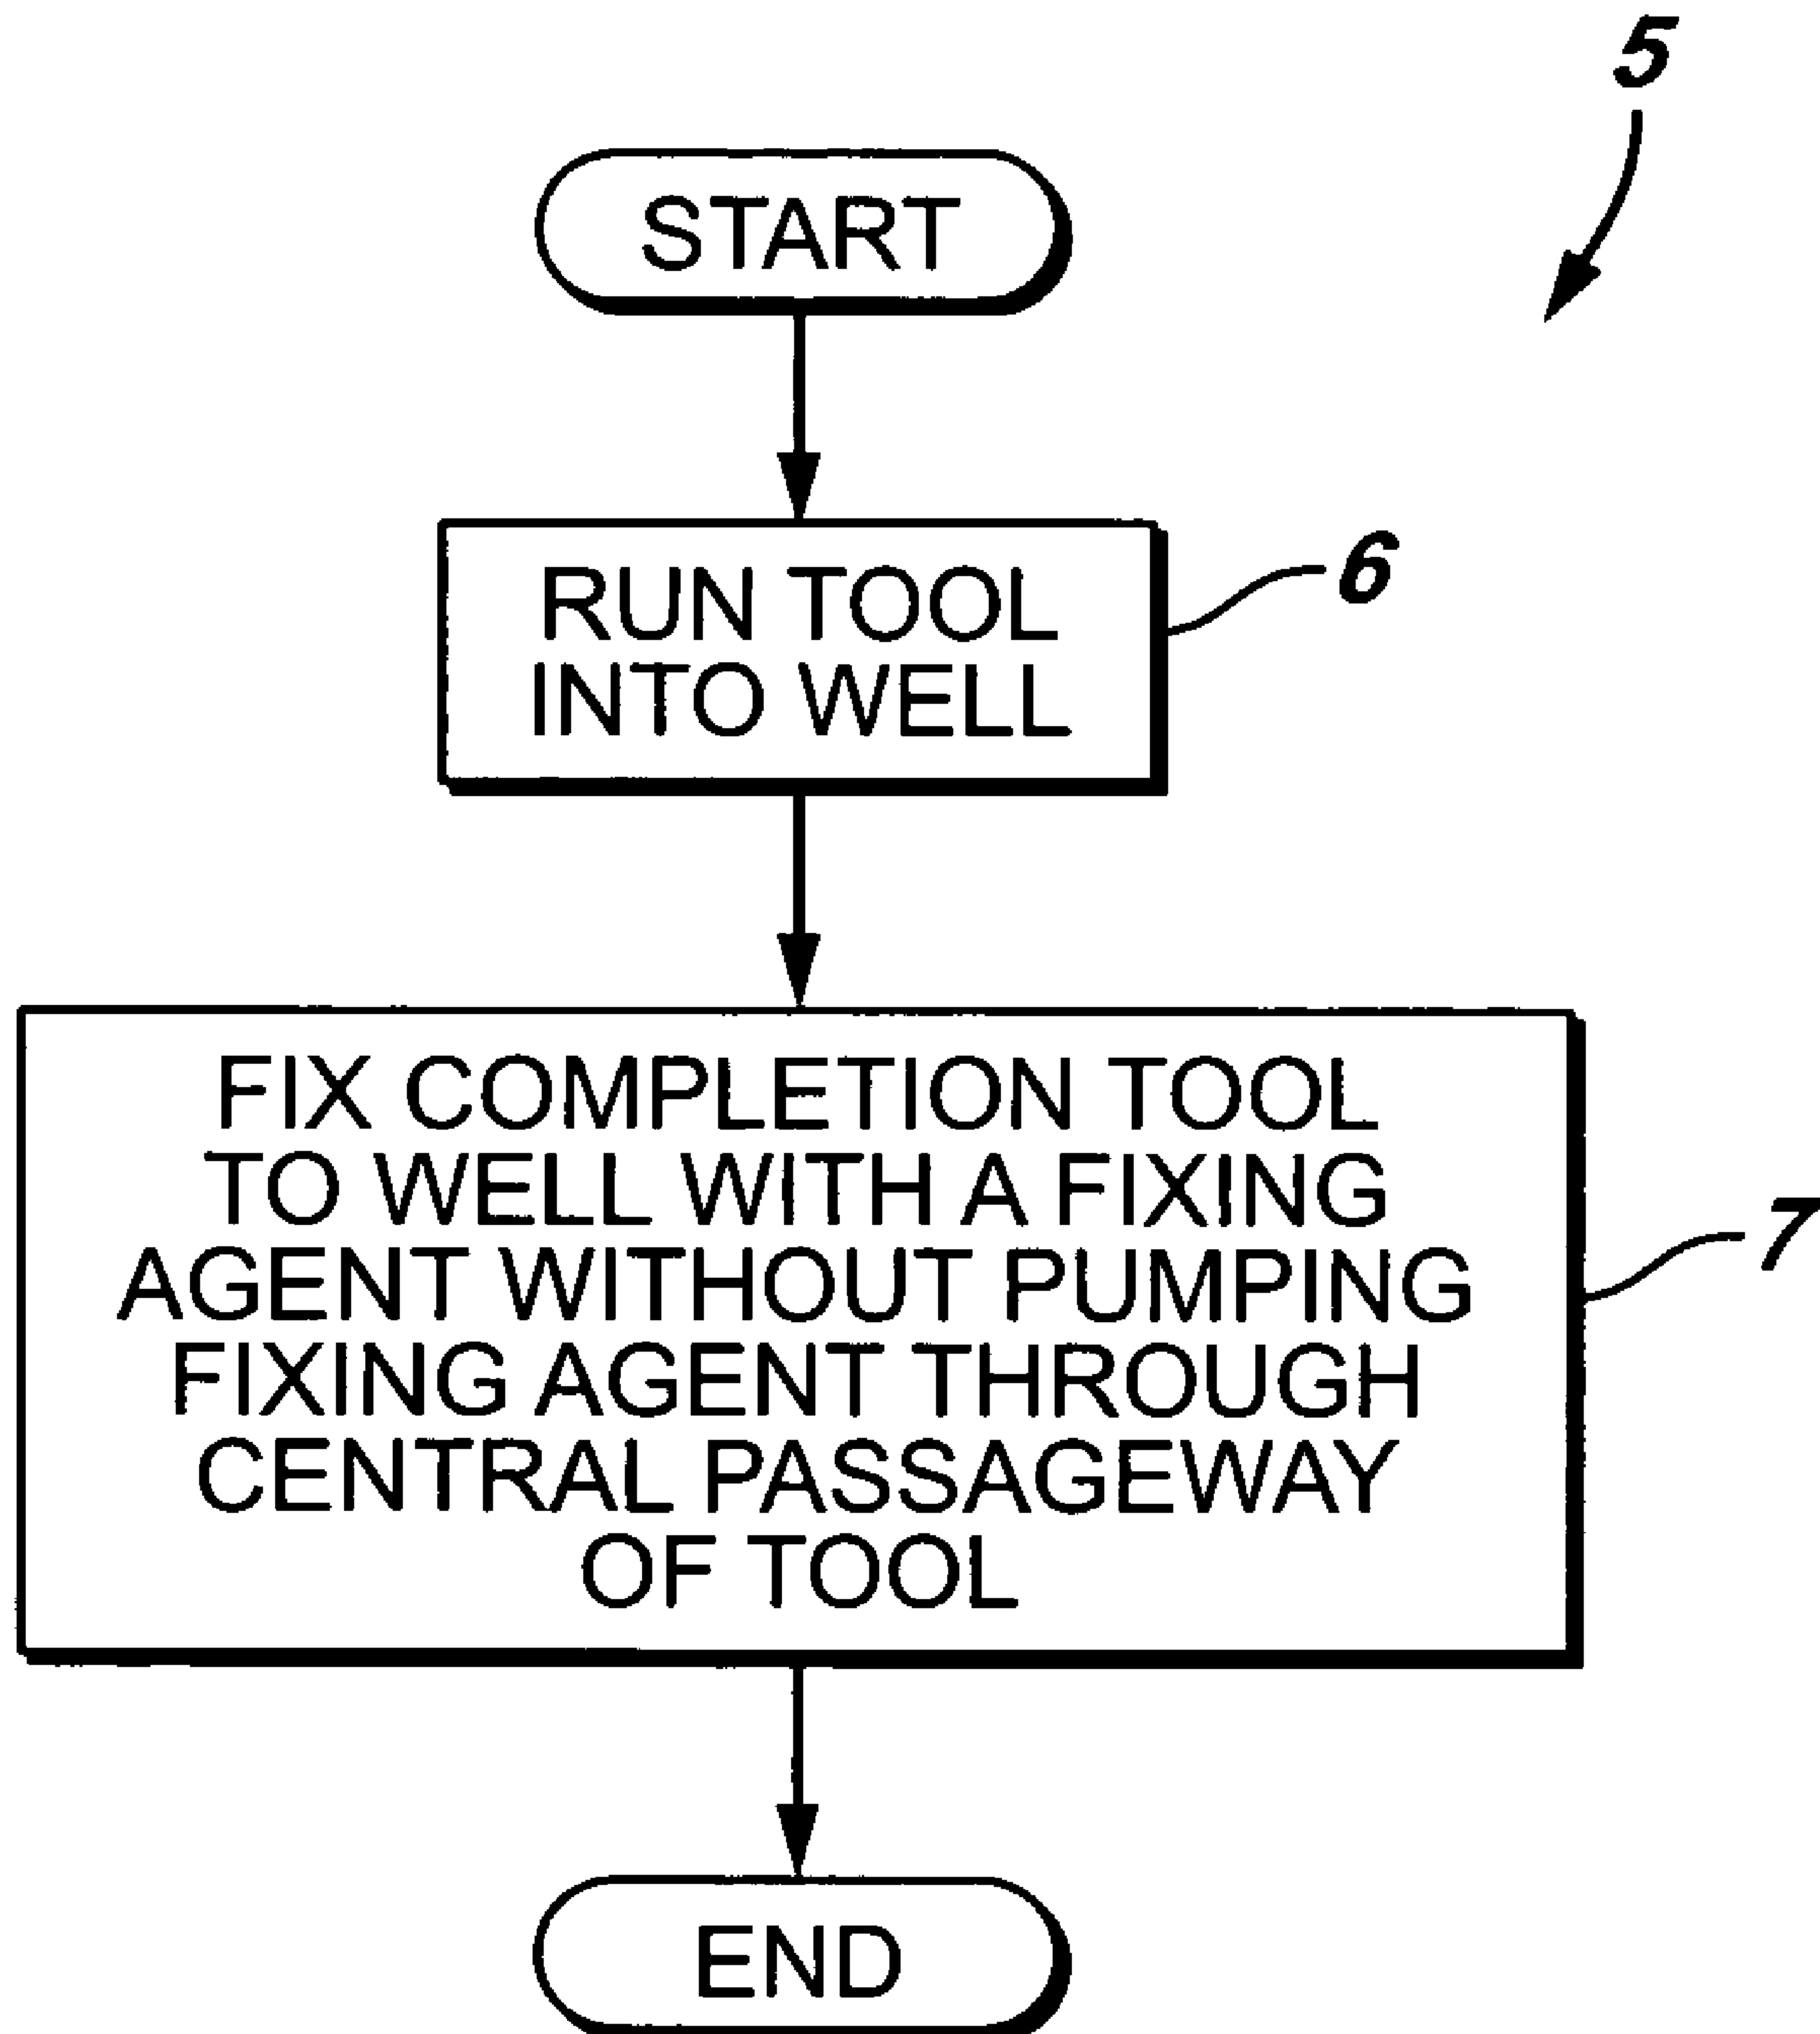 5
START
RUN TOOL
INTO WELL
6
FIX COMPLETION TOOL
TO WELL WITH A FIXING
AGENT WITHOUT PUMPING
FIXING AGENT THROUGH
CENTRAL PASSAGEWAY
OF TOOL
7
END